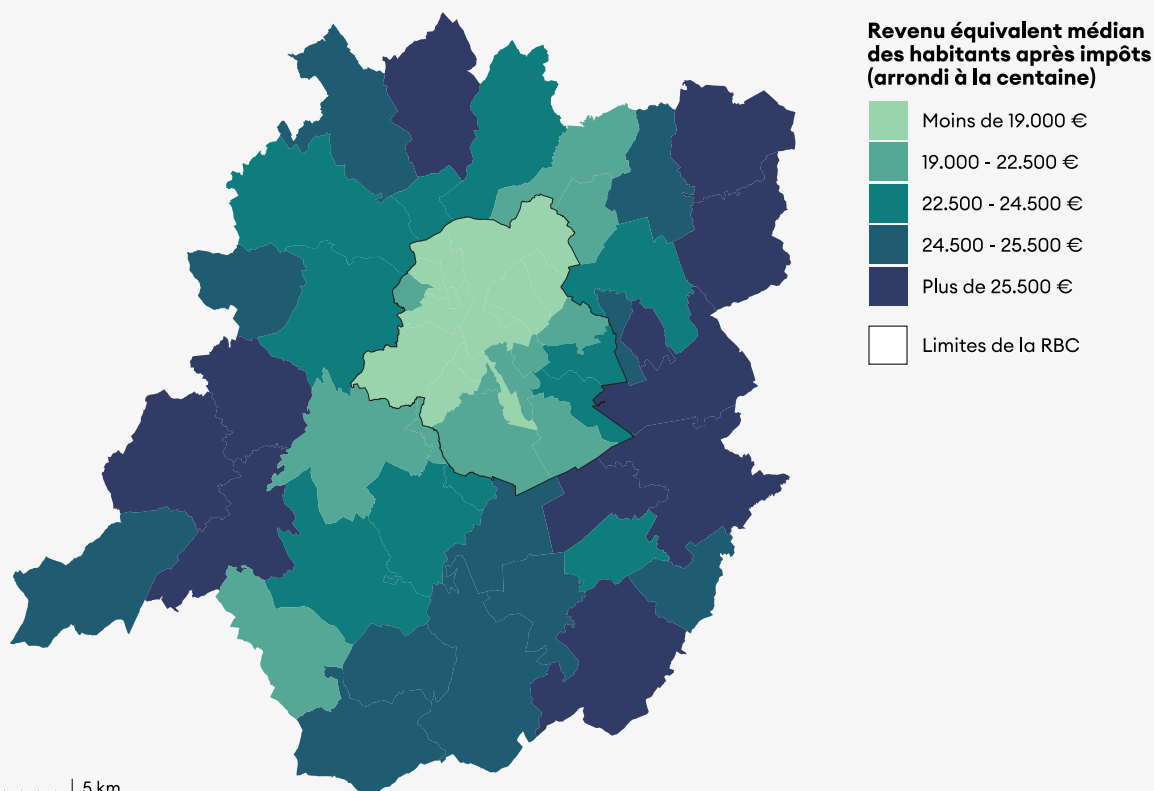 Revenu équivalent médian
des habitants après impôts
(arrondi à la centaine)
Moins de 19.000 €
19.000 - 22.500 €
22.500 - 24.500 €
24.500 - 25.500 €
Plus de 25.500 €
Limites de la RBC
5 km